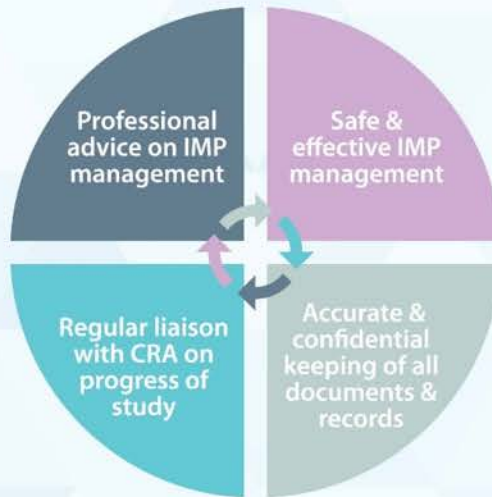 Professional
advice on IMP
management
Safe &
effective IMP
management
Regular liaison
with CRA on
progress of
study
Accurate &
confidential
keeping of all
documents &
records